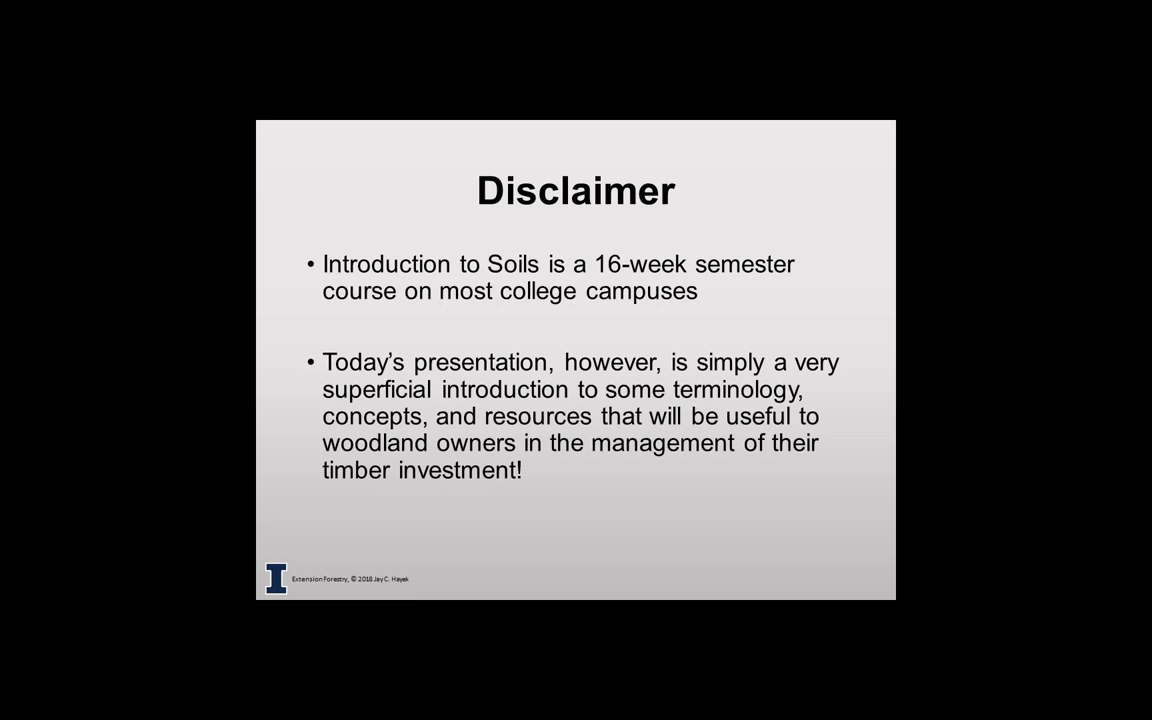 Disclaimer
• Introduction to Soils is a 16-week semester
course on most college campuses
• Today’s presentation, however, is simply a very
superficial introduction to some terminology,
concepts, and resources that will be useful to
woodland owners in the management of their
timber investment!
I
Extension Forestry, © 2018 Jay C. Hayek